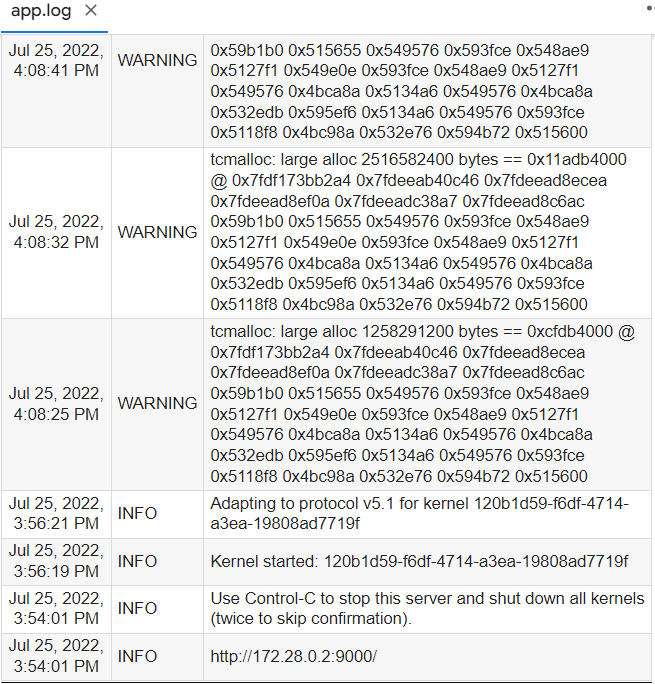 app.log
Jul 25, 2022,
4:08:41 PM
WARNING
0x59b1b0 0x515655 0x549576 0x593fce 0x548ae9
0x5127f1 0x549e0e 0x593fce 0x548ae9 0x5127f1
0x549576 0x4bca8a 0x5134a6 0x549576 0x4bca8a
0x532edb 0x595ef6 0x5134a6 0x549576 0x593fce
0x5118f8 0x4bc98a 0x532e76 0x594b72 0x515600
Jul 25, 2022,
4:08:32 PM
WARNING
tcmalloc: large alloc 2516582400 bytes == 0x11adb4000
@ 0x7fdf173bb2a4 0x7fdeeab40c46 0x7fdeead8ecea
0x7fdeead8ef0a 0x7fdeeadc38a7 0x7fdeead8c6ac
0x59b1b0 0x515655 0x549576 0x593fce 0x548ae9
0x5127f1 0x549e0e 0x593fce 0x548ae9 0x5127f1
0x549576 0x4bca8a 0x5134a6 0x549576 0x4bca8a
0x532edb 0x595ef6 0x5134a6 0x549576 0x593fce
0x5118f8 0x4bc98a 0x532e76 0x594b72 0x515600
Jul 25, 2022,
4:08:25 PM
WARNING
tcmalloc: large alloc 1258291200 bytes == 0xcfdb4000 @
0x7fdf173bb2a4 0x7fdeeab40c46 0x7fdeead8ecea
0x7fdeead8ef0a 0x7fdeeadc38a7 0x7fdeead8c6ac
0x59b1b0 0x515655 0x549576 0x593fce 0x548ae9
0x5127f1 0x549e0e 0x593fce 0x548ae9 0x5127f1
0x549576 0x4bca8a 0x5134a6 0x549576 0x4bca8a
0x532edb 0x595ef6 0x5134a6 0x549576 0x593fce
0x5118f8 0x4bc98a 0x532e76 0x594b72 0x515600
Jul 25, 2022,
3:56:21 PM
INFO
Adapting to protocol v5.1 for kernel 120b1d59-f6df-4714-
a3ea-19808ad7719f
Jul 25, 2022,
3:56:19 PM
INFO
Kernel started: 120b1d59-f6df-4714-a3ea-19808ad7719f
Jul 25, 2022,
3:54:01 PM
INFO
Use Control-C to stop this server and shut down all kernels
(twice to skip confirmation).
Jul 25, 2022,
3:54:01 PM
INFO
http://172.28.0.2:9000/